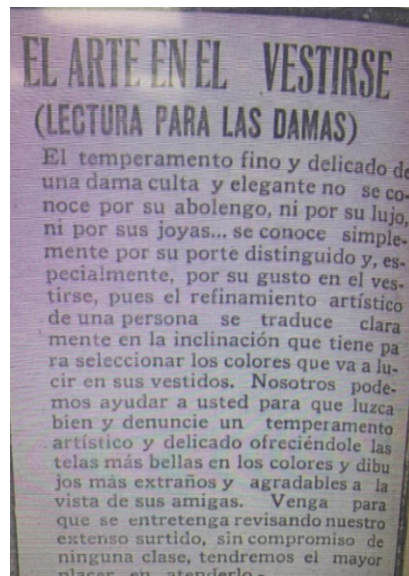 EL ARTE EN EL VESTIRSE
(LECTURA PARA LAS DAMAS)
El temperamento fino y delicado de
una dama culta y elegante no se co-
noce por su abolengo, ni por su lujo,
ni por sus joyas... se conoce simple-
mente por su porte distinguido y, es-
pecialmente, por su gusto en el ves-
tirse, pues el refinamiento artístico
de una persona se traduce clara
mente en la inclinación que tiene pa
ra seleccionar los colores que va a lu-
cir en sus vestidos. Nosotros pode-
mos ayudar a usted para que luzca
bien y denuncie un temperamento
artístico y delicado ofreciéndole las
telas más bellas en los colores y dibu
jos más extraños y agradables a la
vista de sus amigas. Venga para
que se entretenga revisando nuestro
extenso surtido, sin compromiso de
ninguna clase, tendremos el mayor
placer en atenderlo.-